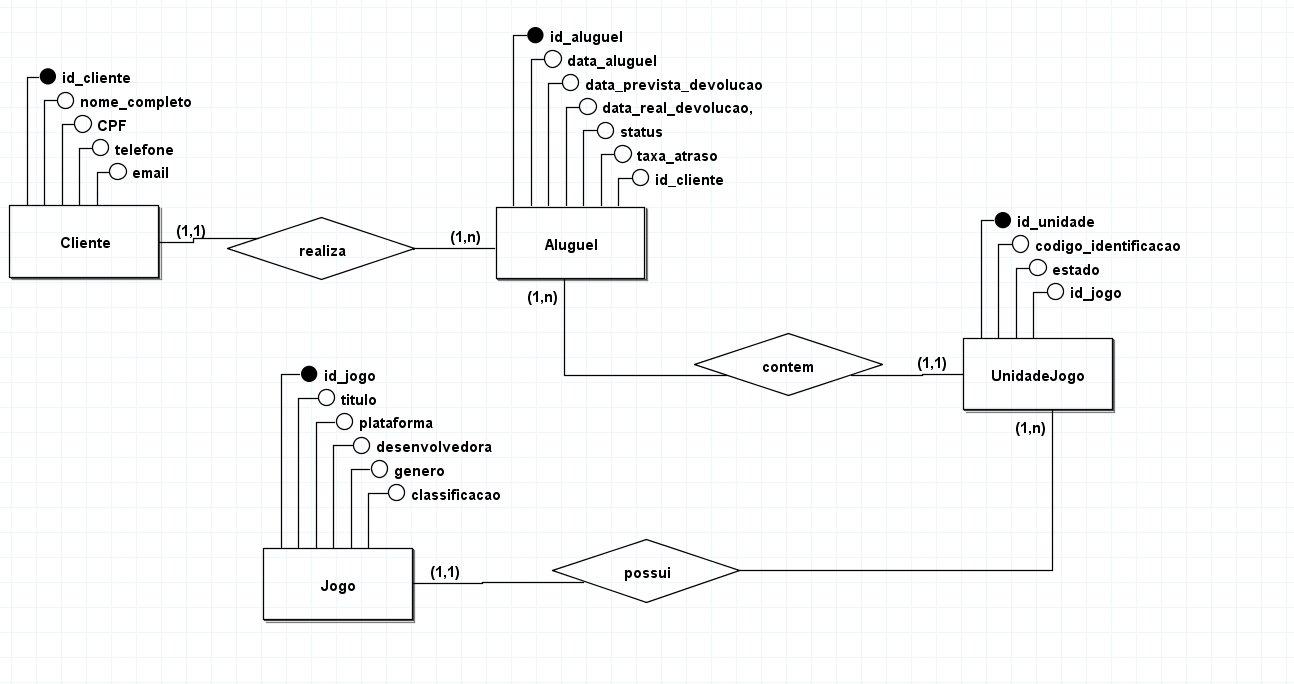 id_cliente
nome_completo
CPF
telefone
email
Cliente
(1,1)
realiza
(1,n)
id_aluguel
data_aluguel
data_prevista_devolucao
data_real_devolucao,
status
taxa_atraso
id_cliente
Aluguel
(1,n)
contem
(1,1)
id_unidade
codigo_identificacao
estado
id_jogo
UnidadeJogo
(1,n)
id_jogo
titulo
plataforma
desenvolvedora
genero
classificacao
Jogo
(1,1)
possui